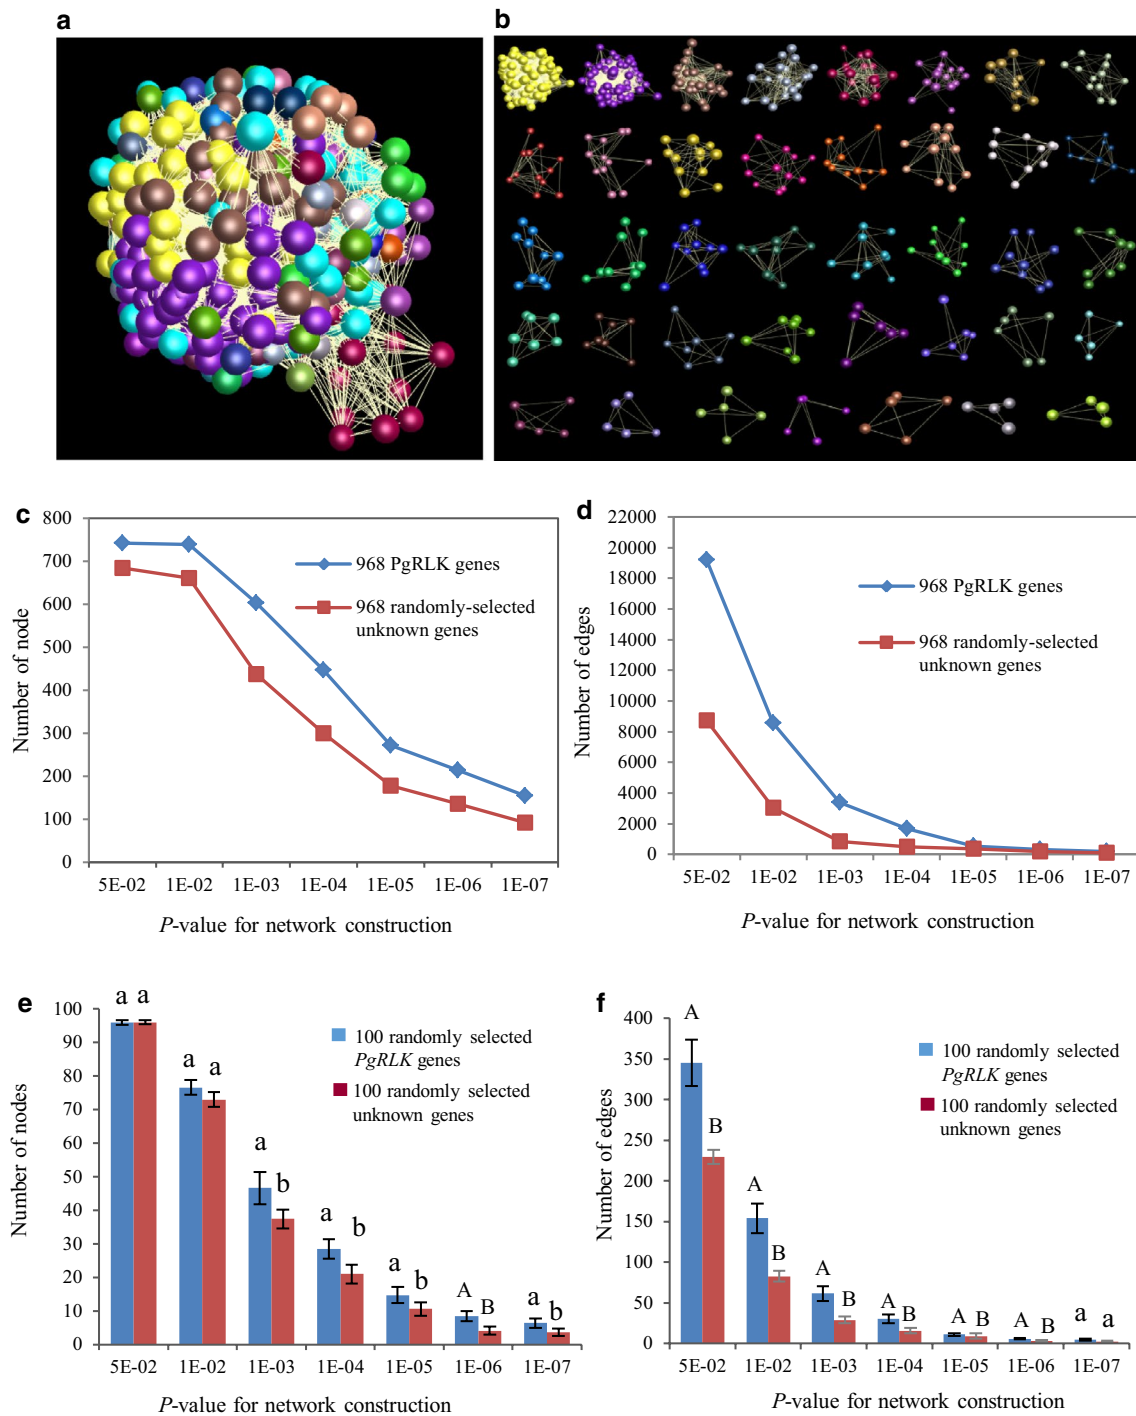 a
b
c
800
700
600
500
400
300
200
100
0
Number of node
968 PgRLK genes
968 randomly-selected
unknown genes
5E-02 1E-02 1E-03 1E-04 1E-05 1E-06 1E-07
P-value for network construction
d
22000
20000
18000
16000
14000
12000
10000
8000
6000
4000
2000
0
Number of edges
968 PgRLK genes
968 randomly-selected
unknown genes
5E-02 1E-02 1E-03 1E-04 1E-05 1E-06 1E-07
P-value for network construction
e
100
90
80
70
60
50
40
30
20
10
0
Number of nodes
a a
a a
a b
a b
a b
A B
a b
100 randomly selected
PgRLK genes
100 randomly selected
unknown genes
5E-02 1E-02 1E-03 1E-04 1E-05 1E-06 1E-07
P-value for network construction
f
400
350
300
250
200
150
100
50
0
Number of edges
A B
A B
A B
A B
A B
A B
a a
100 randomly selected
PgRLK genes
100 randomly selected
unknown genes
5E-02 1E-02 1E-03 1E-04 1E-05 1E-06 1E-07
P-value for network construction